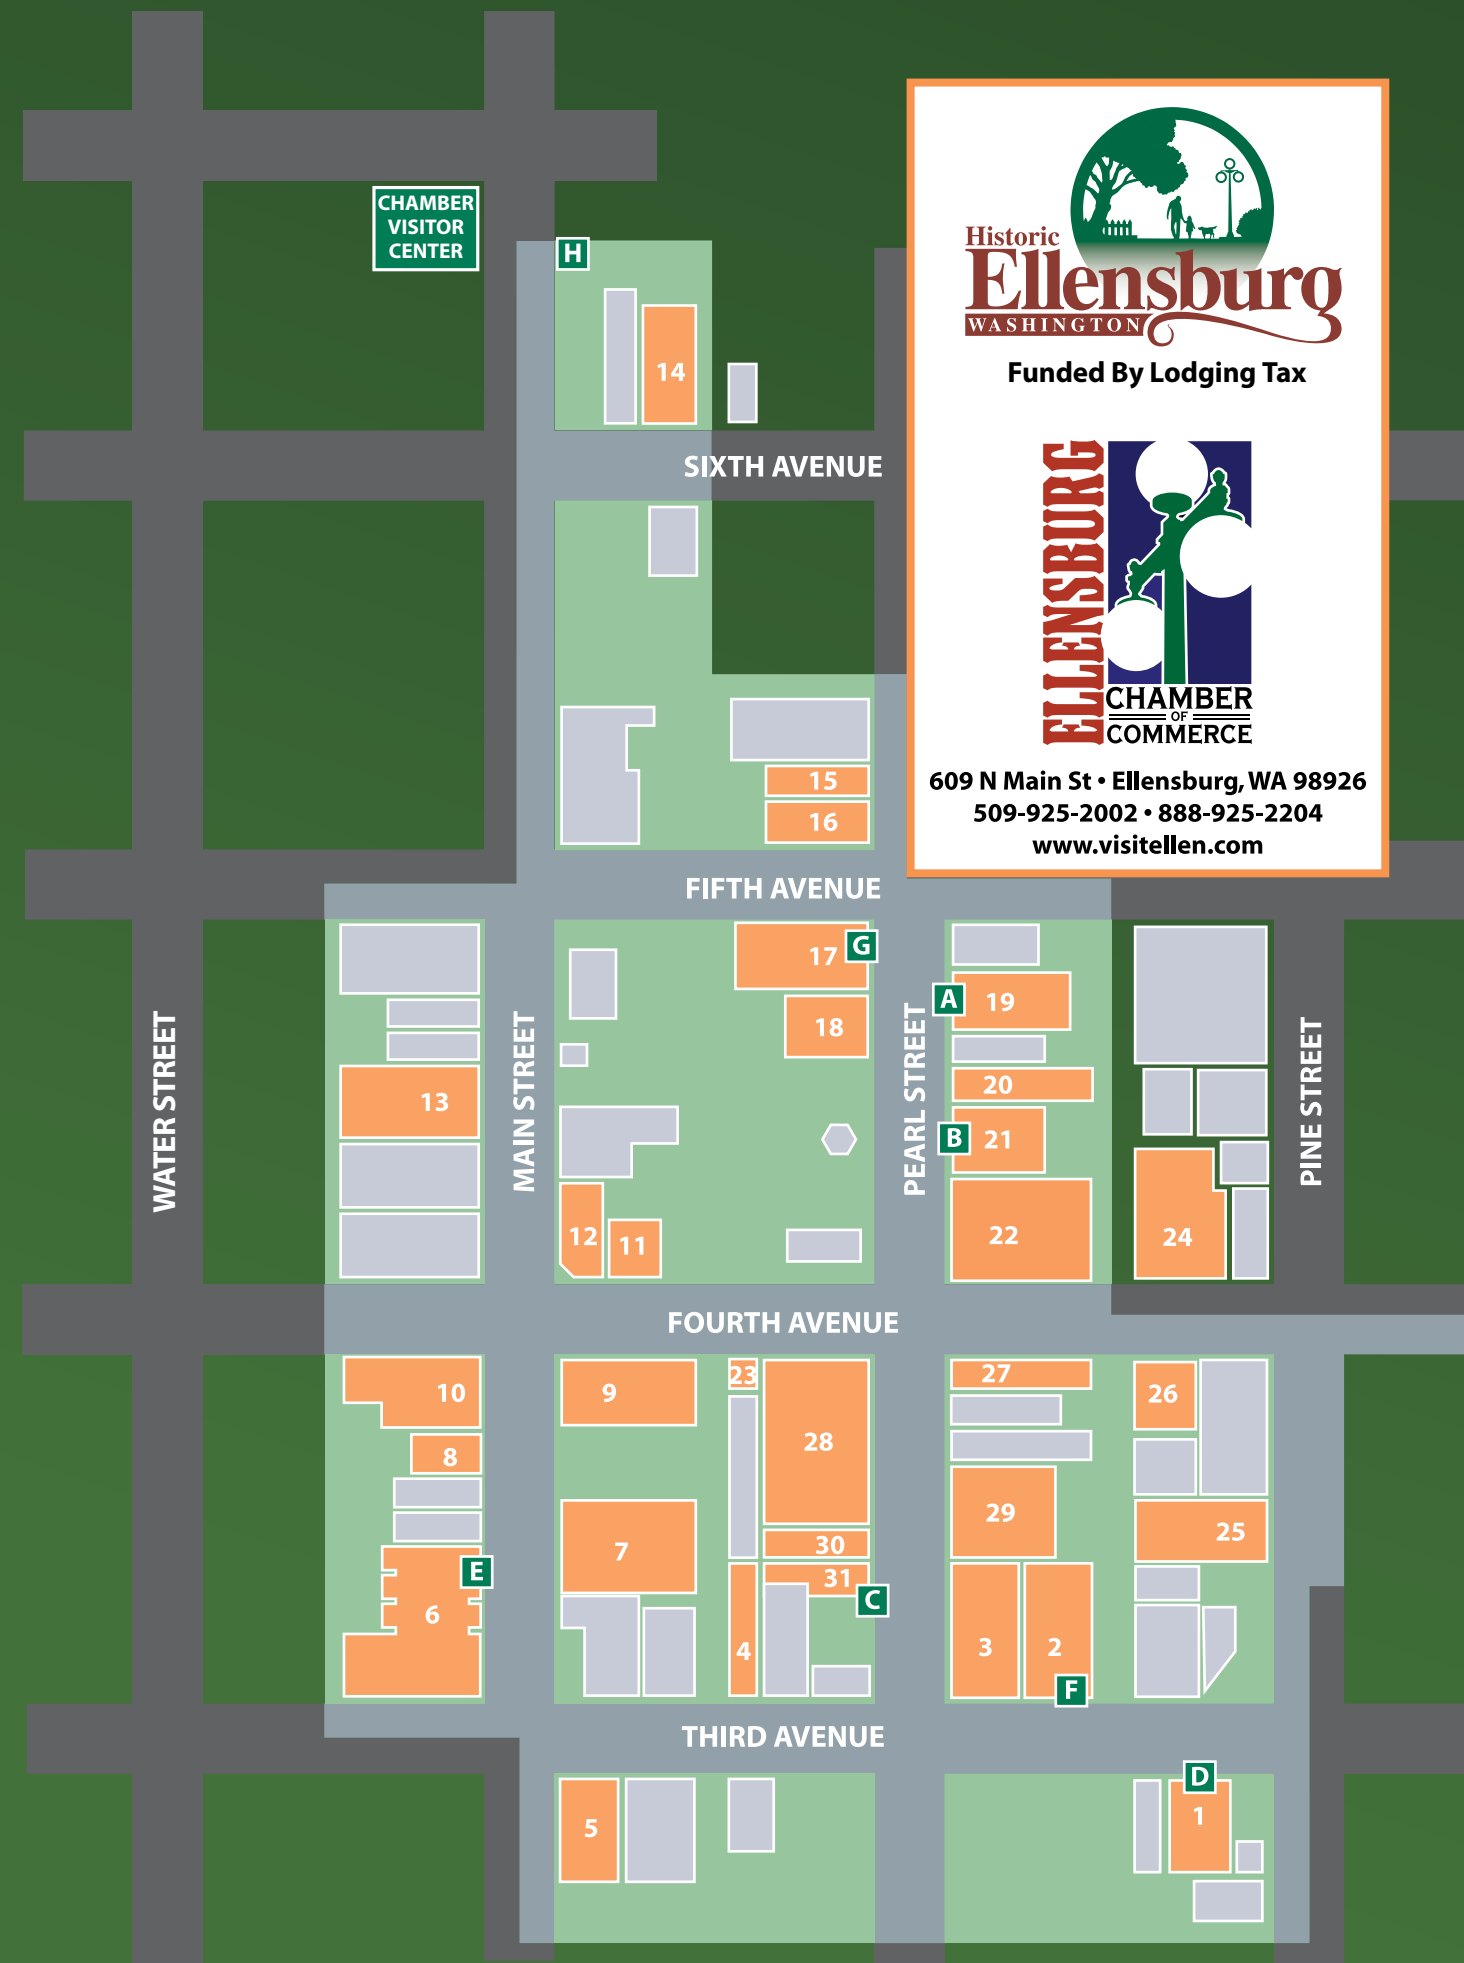 CHAMBER
VISITOR
CENTER
H
14
SIXTH AVENUE
Historic
Ellensburg
WASHINGTON
Funded By Lodging Tax
ELLENSBURG
CHAMBER
OF
COMMERCE
609 N Main St • Ellensburg, WA 98926
509-925-2002 • 888-925-2204
www.visitellen.com
15
16
FIFTH AVENUE
17
G
A
19
18
WATER STREET
MAIN STREET
PEARL STREET
PINE STREET
13
20
B
21
12
11
22
24
FOURTH AVENUE
10
9
23
28
27
26
8
29
7
30
25
E
31
C
6
4
3
2
F
THIRD AVENUE
D
5
1